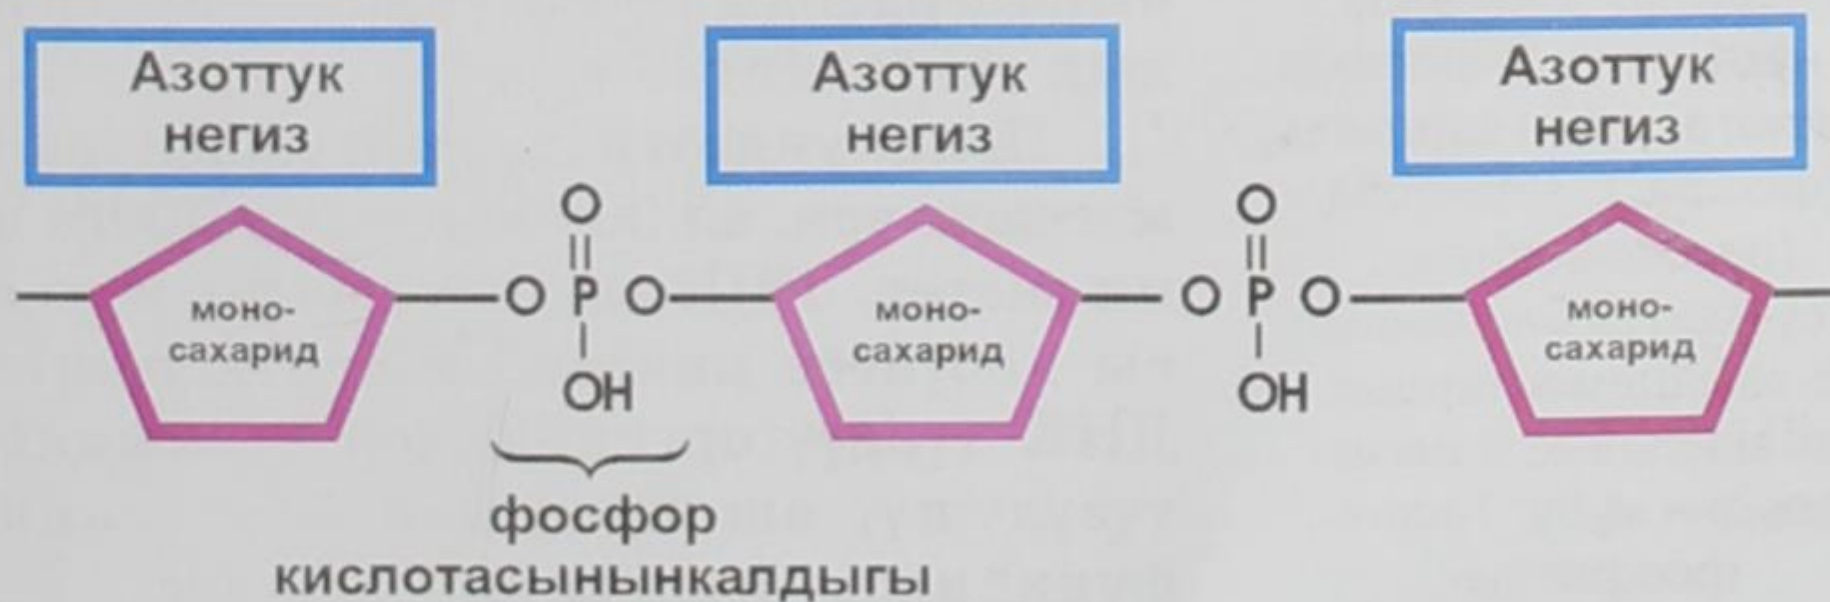 Азоттук
негиз
Азоттук
негиз
Азоттук
негиз
O
||
O P O
|
OH
O
||
O P O
|
OH
моно-
сахарид
моно-
сахарид
моно-
сахарид
фосфор
кислотасынынкалдыгы